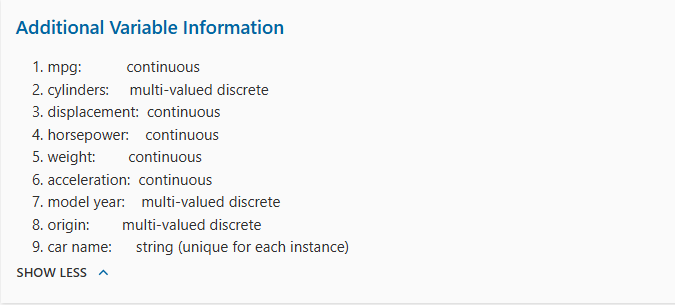 Additional Variable Information
1. mpg: continuous
2. cylinders: multi-valued discrete
3. displacement: continuous
4. horsepower: continuous
5. weight: continuous
6. acceleration: continuous
7. model year: multi-valued discrete
8. origin: multi-valued discrete
9. car name: string (unique for each instance)
SHOW LESS